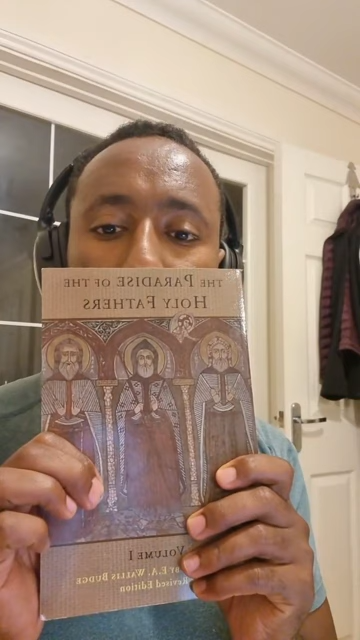 THE PARADISE OF THE
HOLY FATHERS
VOLUME I
BY E.A. WALLIS BUDGE
Revised Edition